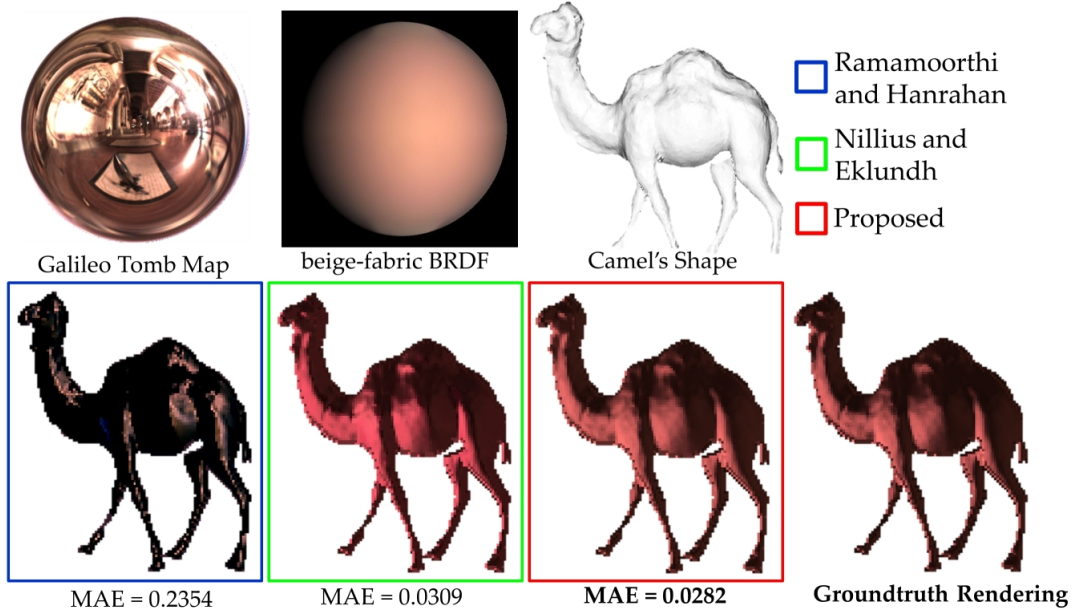 Ramamoorthi
and Hanrahan
Nillius and
Eklundh
Proposed
Galileo Tomb Map
beige-fabric BRDF
Camel's Shape
MAE = 0.2354
MAE = 0.0309
MAE = 0.0282
Groundtruth Rendering